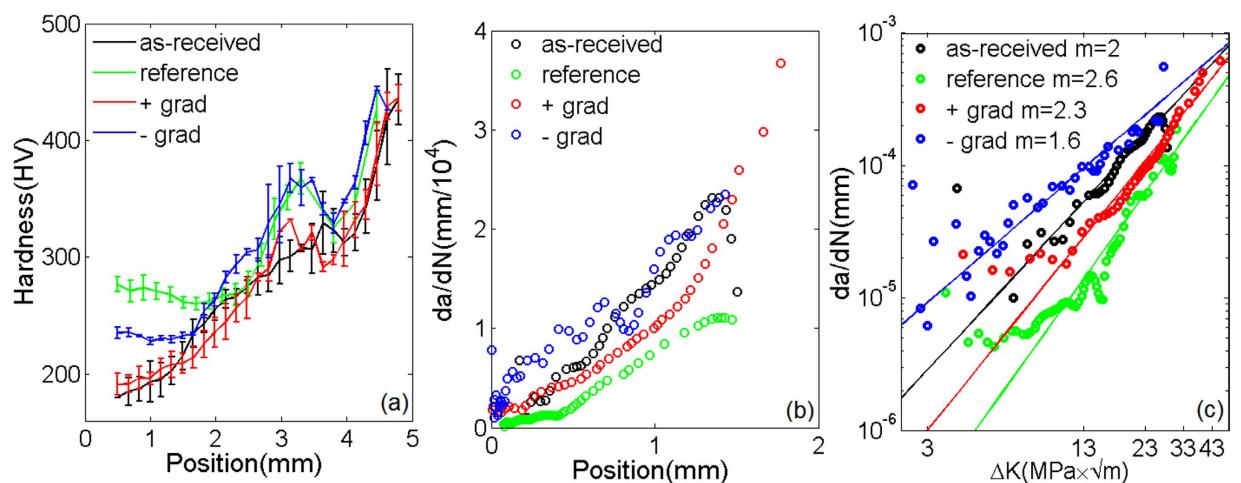 500
400
300
200
Hardness(HV)
as-received
reference
+ grad
- grad
(a)
0 1 2 3 4 5
Position(mm)
4
3
2
1
0
da/dN(mm/10⁴)
as-received
reference
+ grad
- grad
(b)
0 1 2
Position(mm)
10⁻³
10⁻⁴
10⁻⁵
10⁻⁶
da/dN(mm)
as-received m=2
reference m=2.6
+ grad m=2.3
- grad m=1.6
(c)
3 13 23 33 43
ΔK(MPa×√m)